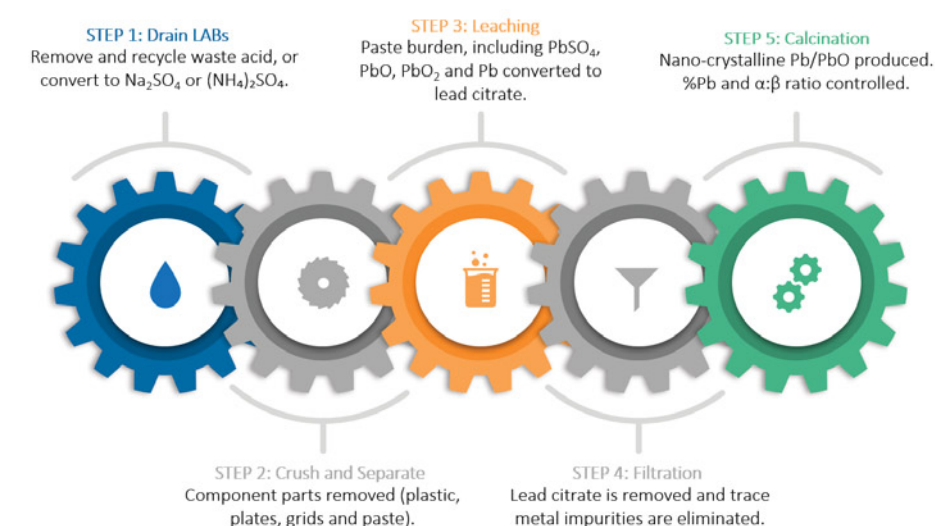 STEP 1: Drain LABs
Remove and recycle waste acid, or
convert to Na₂SO₄ or (NH₄)₂SO₄.
STEP 2: Crush and Separate
Component parts removed (plastic,
plates, grids and paste).
STEP 3: Leaching
Paste burden, including PbSO₄,
PbO, PbO₂ and Pb converted to
lead citrate.
STEP 4: Filtration
Lead citrate is removed and trace
metal impurities are eliminated.
STEP 5: Calcination
Nano-crystalline Pb/PbO produced.
%Pb and α:β ratio controlled.